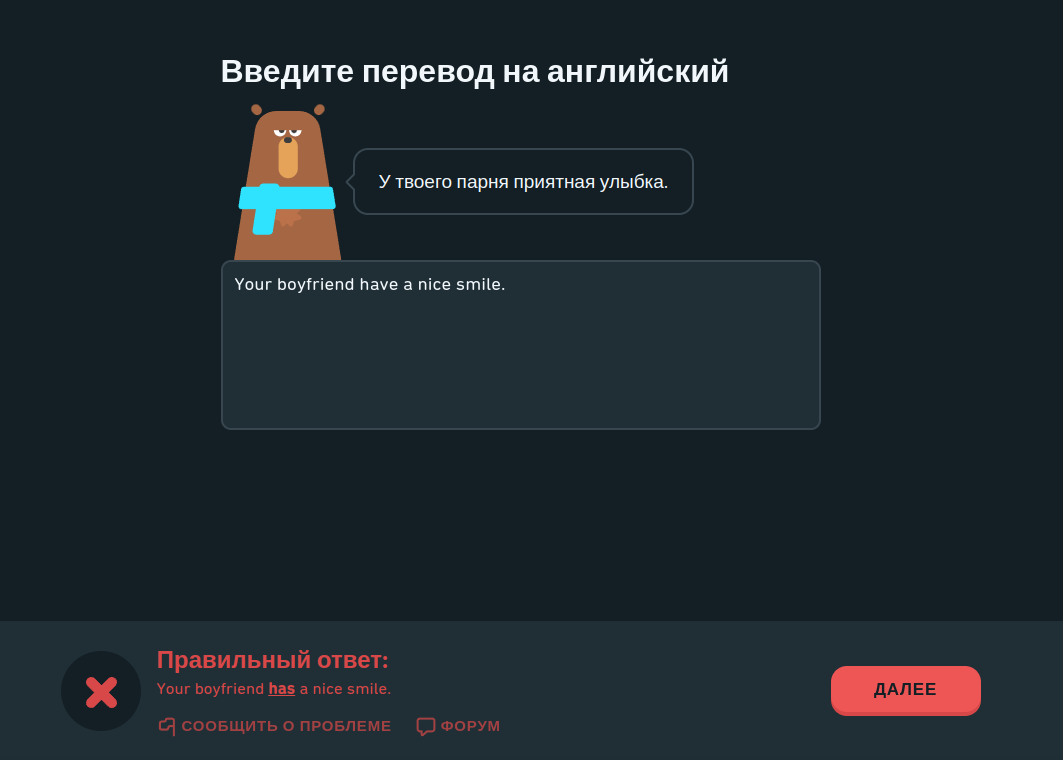 Введите перевод на английский
У твоего парня приятная улыбка.
Your boyfriend have a nice smile.
Правильный ответ:
Your boyfriend has a nice smile.
СООБЩИТЬ О ПРОБЛЕМЕ ФОРУМ
ДАЛЕЕ